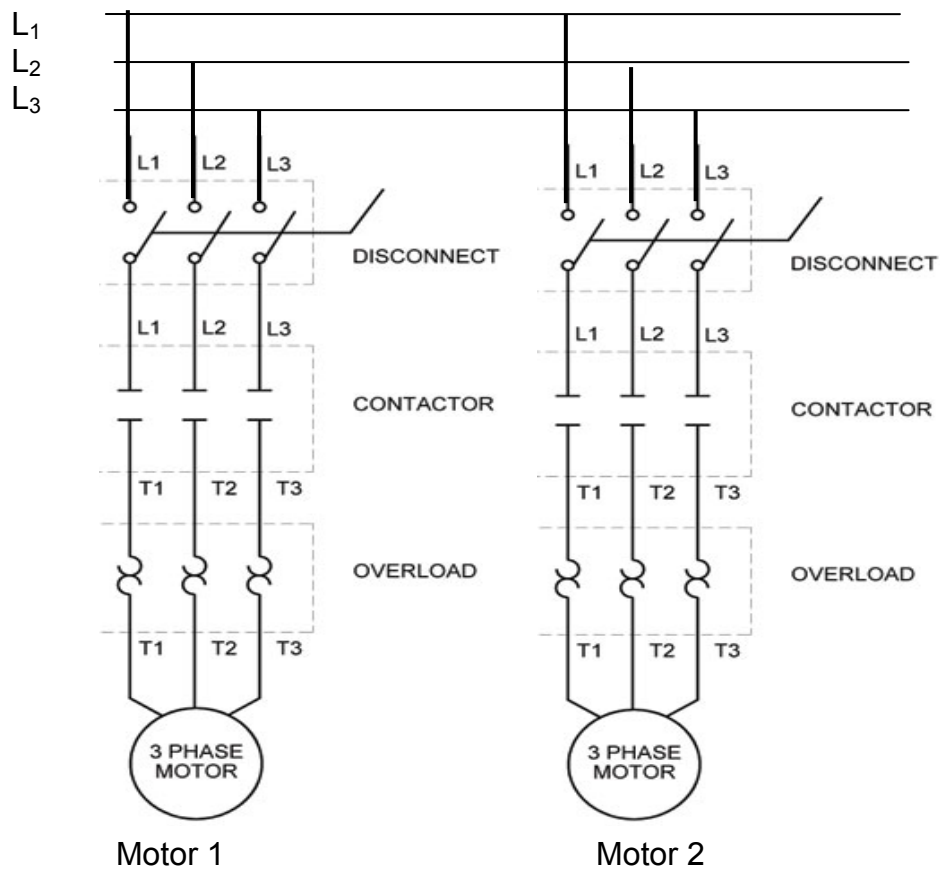 L1
L2
L3
L1 L2 L3
L1 L2 L3
DISCONNECT
DISCONNECT
L1 L2 L3
L1 L2 L3
CONTACTOR
CONTACTOR
T1 T2 T3
T1 T2 T3
OVERLOAD
OVERLOAD
T1 T2 T3
T1 T2 T3
3 PHASE
MOTOR
3 PHASE
MOTOR
Motor 1
Motor 2